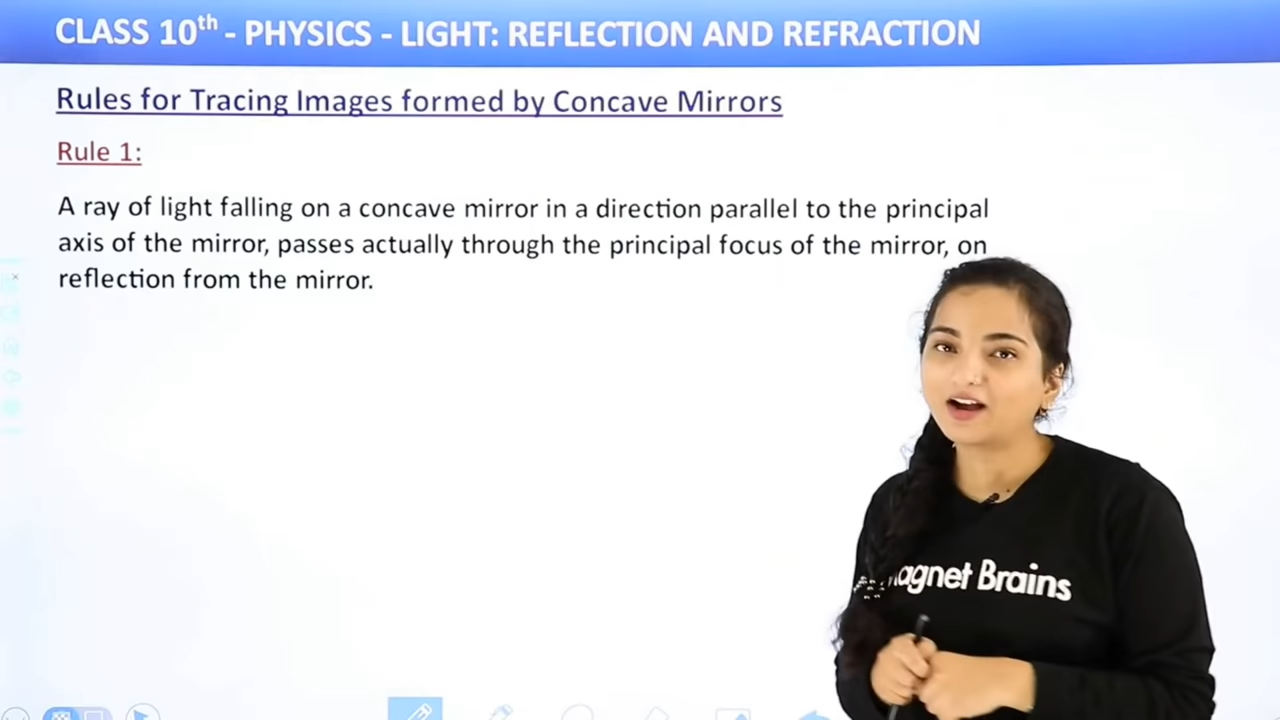 CLASS 10th - PHYSICS - LIGHT: REFLECTION AND REFRACTION
Rules for Tracing Images formed by Concave Mirrors
Rule 1:
A ray of light falling on a concave mirror in a direction parallel to the principal
axis of the mirror, passes actually through the principal focus of the mirror, on
reflection from the mirror.
agnet Brains